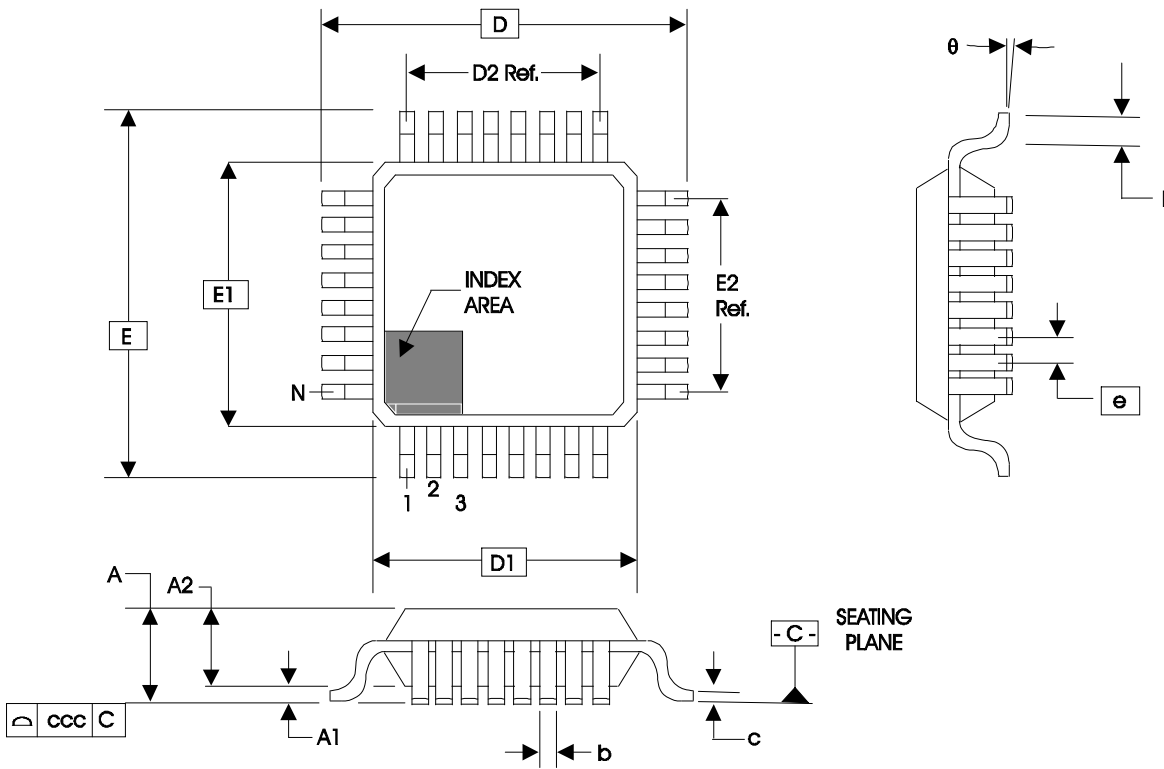 D
D2 Ref.
θ
E1
INDEX
AREA
E2
Ref.
E
N
e
1
2
3
D1
A
A2
- C -
SEATING
PLANE
ccc C
A1
b
c